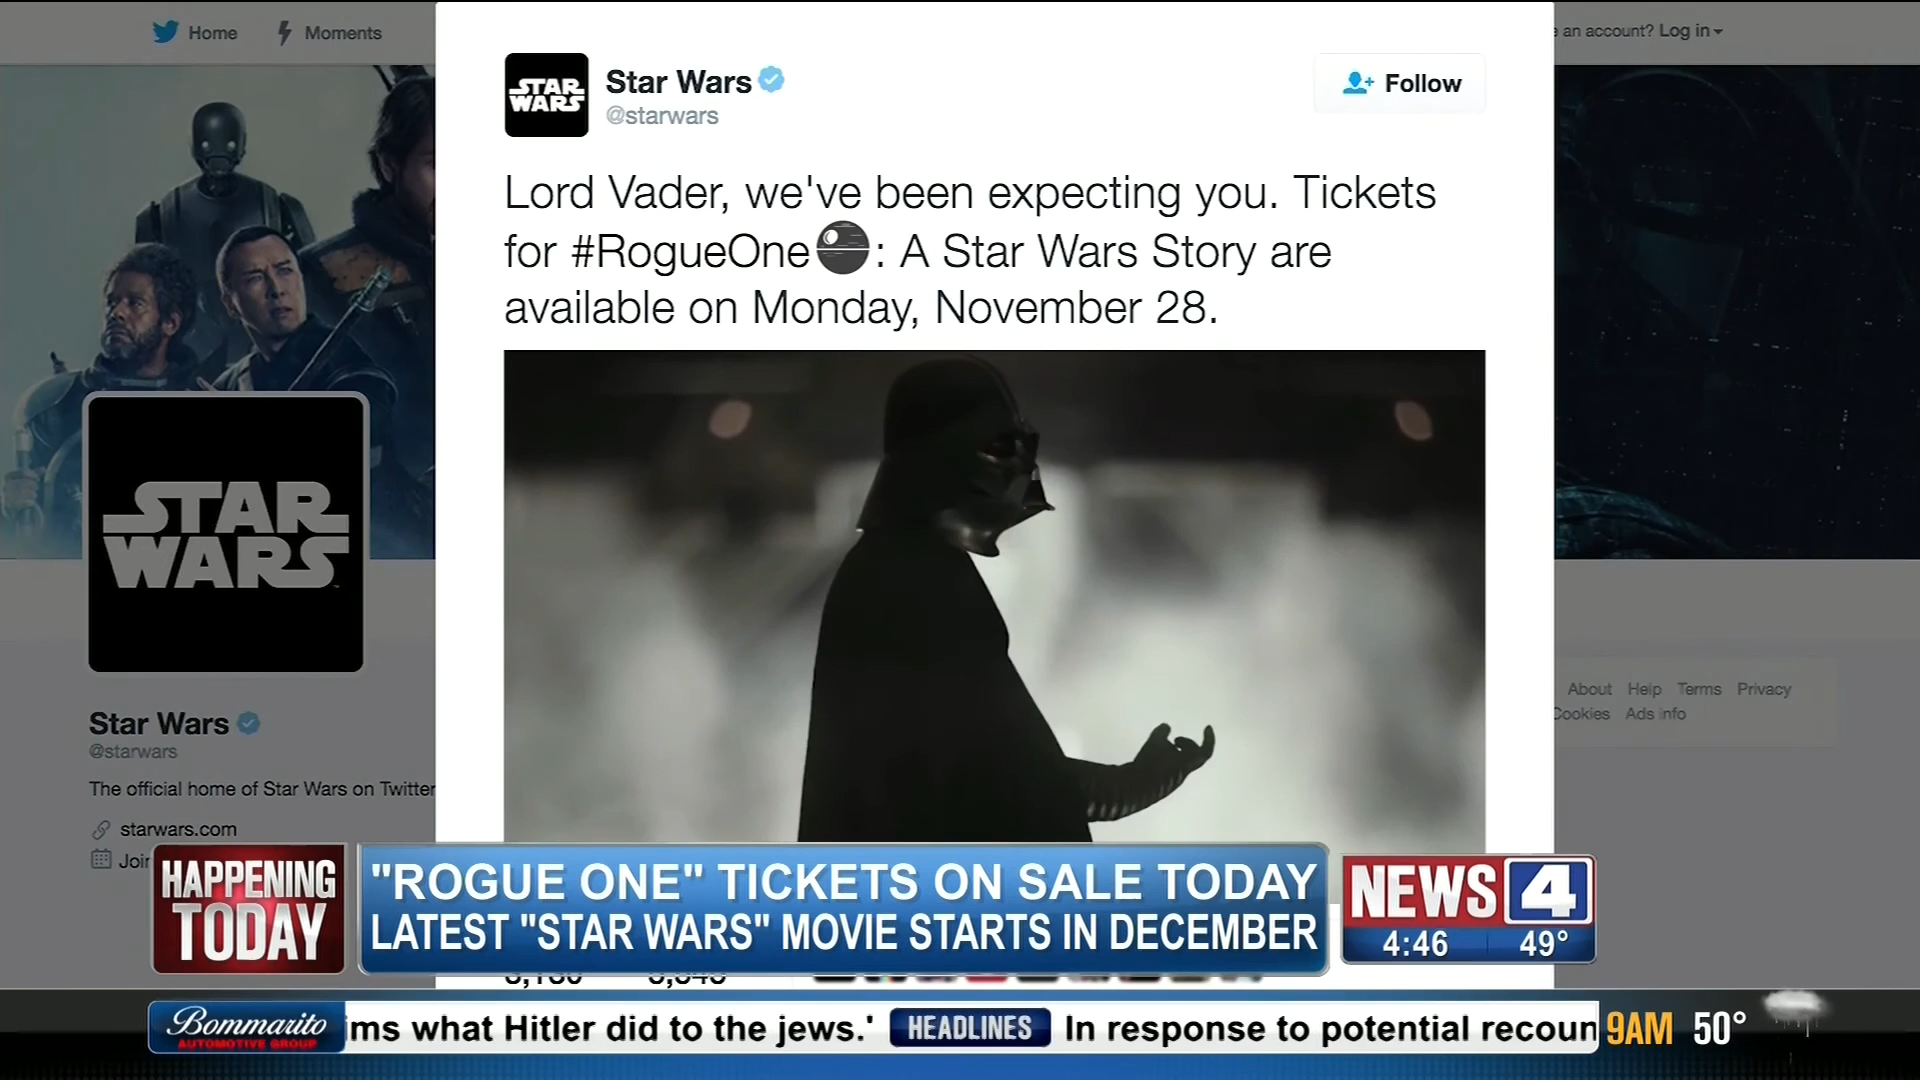 Home
Moments
an account? Log in
STAR
WARS
Star Wars
@starwars
Follow
Lord Vader, we've been expecting you. Tickets
for #RogueOne : A Star Wars Story are
available on Monday, November 28.
STAR
WARS
Star Wars
@starwars
The official home of Star Wars on Twitter
starwars.com
About Help Terms Privacy
Cookies Ads info
HAPPENING
TODAY
"ROGUE ONE" TICKETS ON SALE TODAY
LATEST "STAR WARS" MOVIE STARTS IN DECEMBER
NEWS 4
4:46 49°
Bommarito
AUTOMOTIVE GROUP
ims what Hitler did to the jews.' HEADLINES In response to potential recoun
9AM 50°